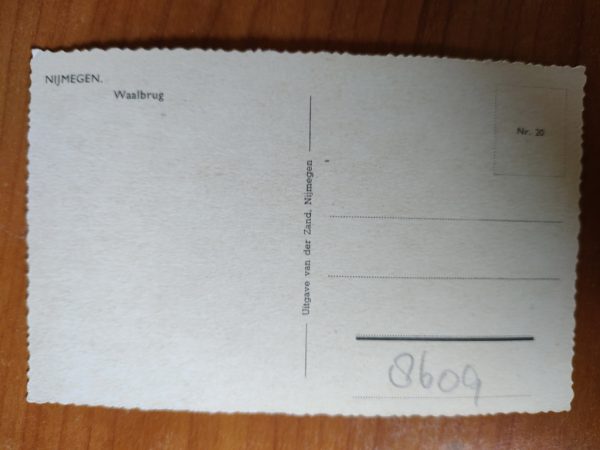 NIJMEGEN.
Waalbrug
Nr. 20
Uitgave van der Zand, Nijmegen
8609